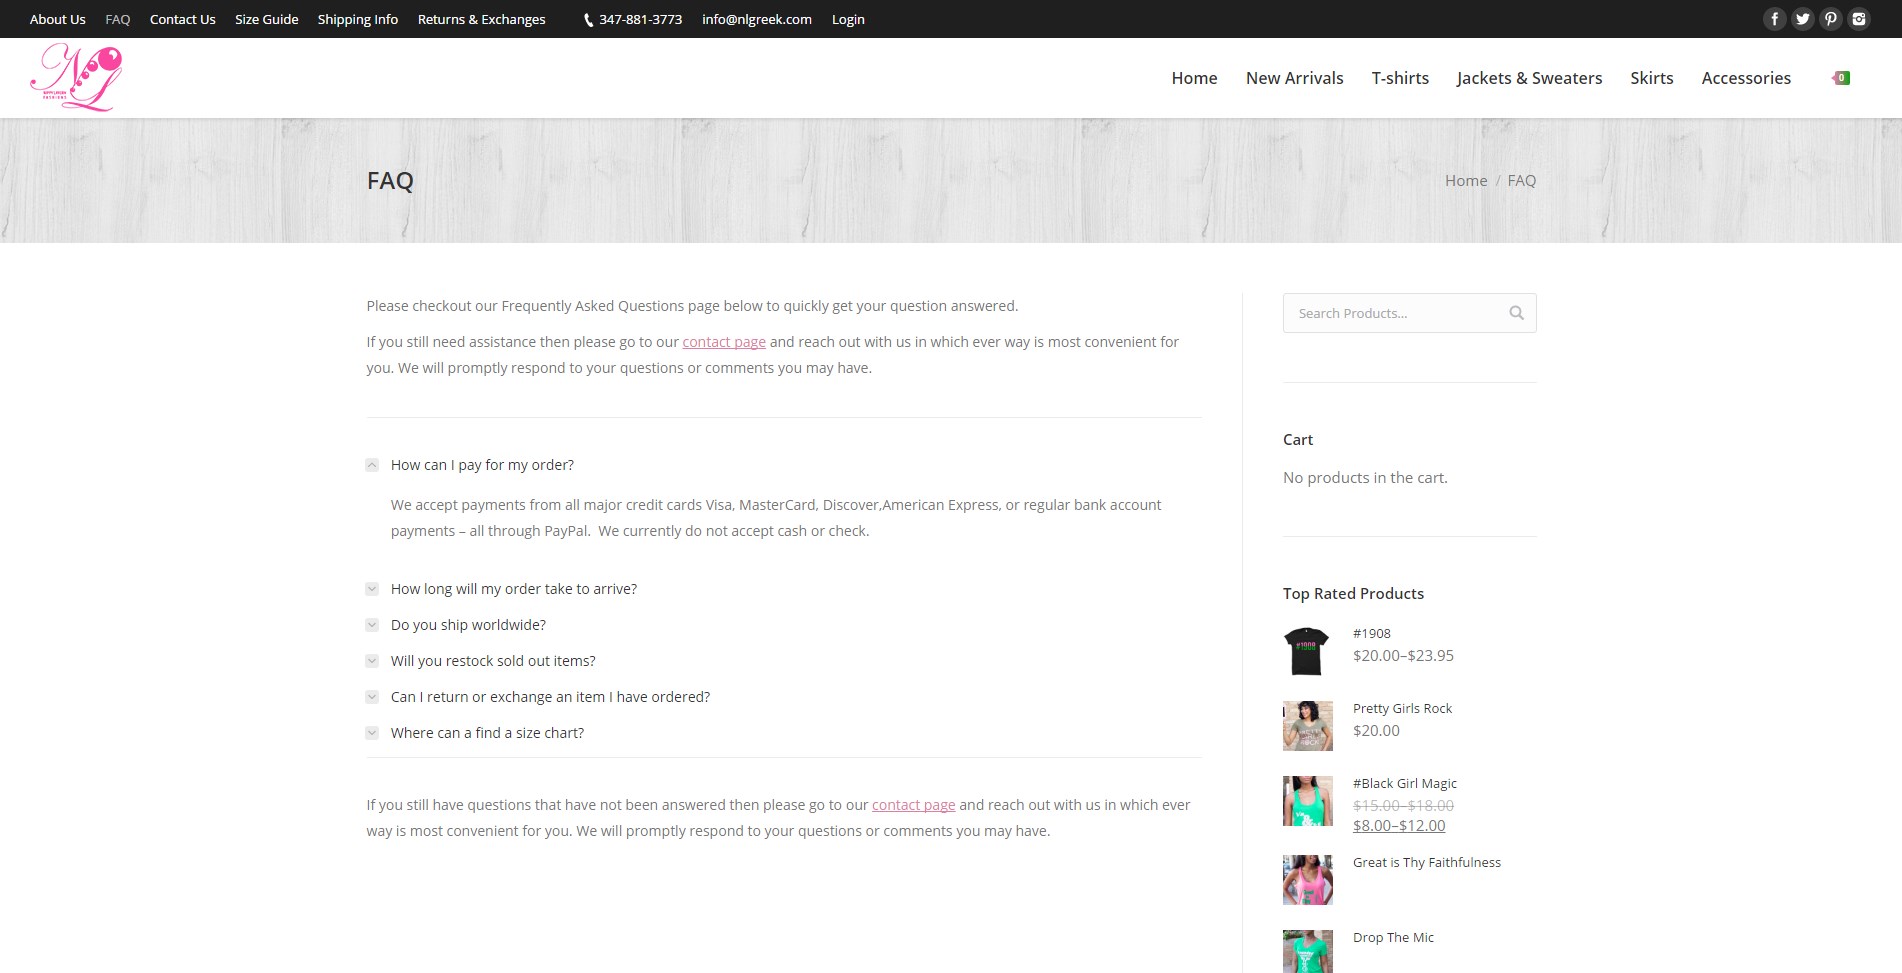 About Us FAQ Contact Us Size Guide Shipping Info Returns & Exchanges 347-881-3773 info@nlgreek.com Login
NL
Home New Arrivals T-shirts Jackets & Sweaters Skirts Accessories 0
FAQ
Home / FAQ
Please checkout our Frequently Asked Questions page below to quickly get your question answered.
If you still need assistance then please go to our contact page and reach out with us in which ever way is most convenient for
you. We will promptly respond to your questions or comments you may have.
How can I pay for my order?
We accept payments from all major credit cards Visa, MasterCard, Discover,American Express, or regular bank account
payments – all through PayPal.  We currently do not accept cash or check.
How long will my order take to arrive?
Do you ship worldwide?
Will you restock sold out items?
Can I return or exchange an item I have ordered?
Where can a find a size chart?
If you still have questions that have not been answered then please go to our contact page and reach out with us in which ever
way is most convenient for you. We will promptly respond to your questions or comments you may have.
Search Products...
Cart
No products in the cart.
Top Rated Products
#1908
#1908
$20.00–$23.95
Pretty Girls Rock
$20.00
#Black Girl Magic
$15.00–$18.00
$8.00–$12.00
Great is Thy Faithfulness
Drop The Mic